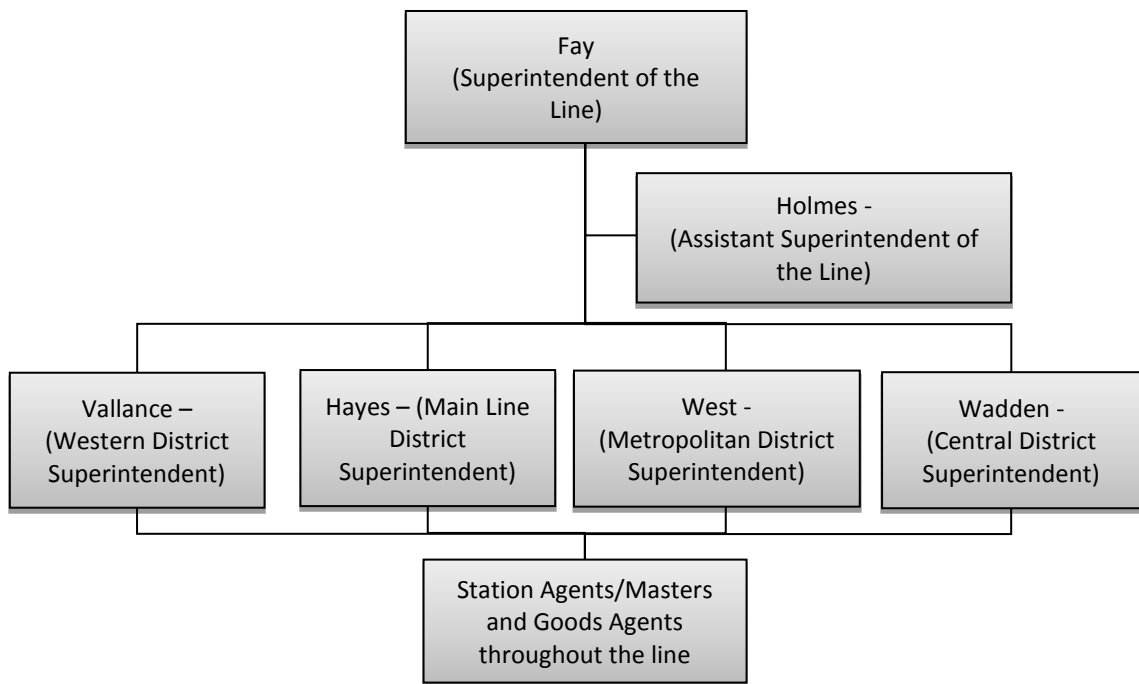 Fay
(Superintendent of the
Line)
Holmes -
(Assistant Superintendent of
the Line)
Vallance –
(Western District
Superintendent)
Hayes – (Main Line
District
Superintendent)
West -
(Metropolitan District
Superintendent)
Wadden -
(Central District
Superintendent)
Station Agents/Masters
and Goods Agents
throughout the line